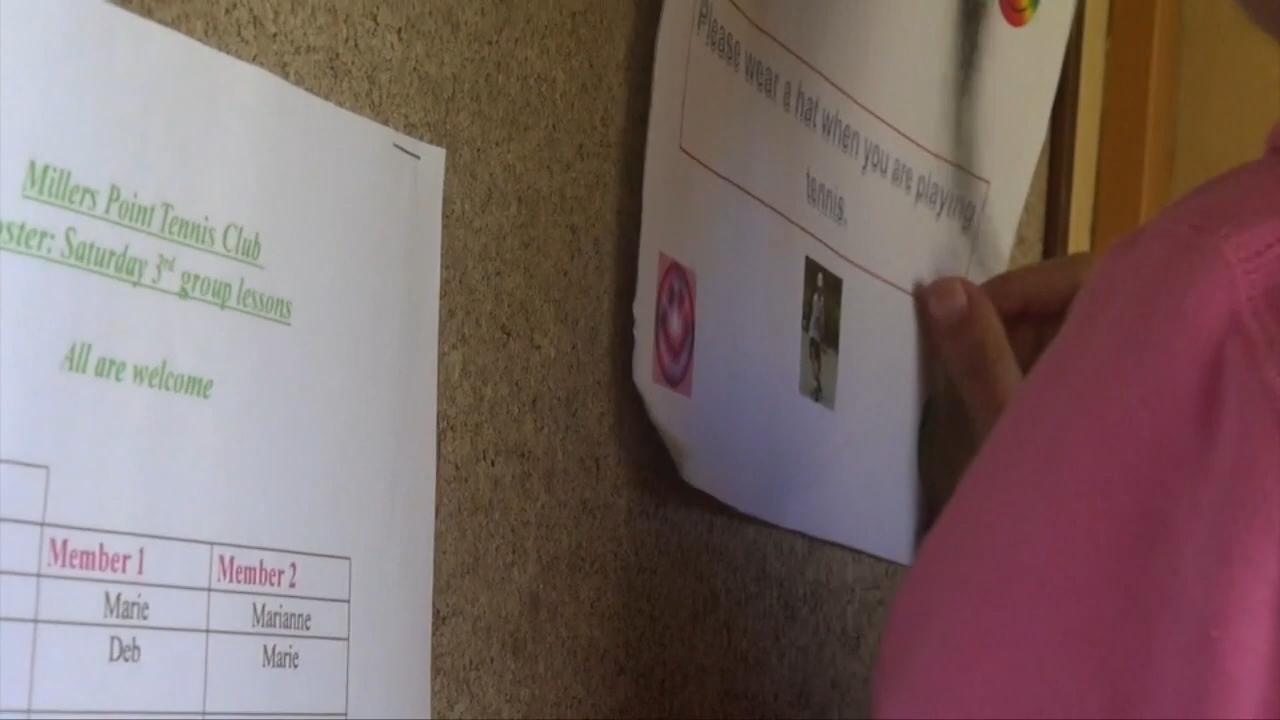 Millers Point Tennis Club
ster: Saturday 3rd group lessons
All are welcome
Member 1 Member 2
Marie Marianne
Deb Marie
Please wear a hat when you are playing
tennis.